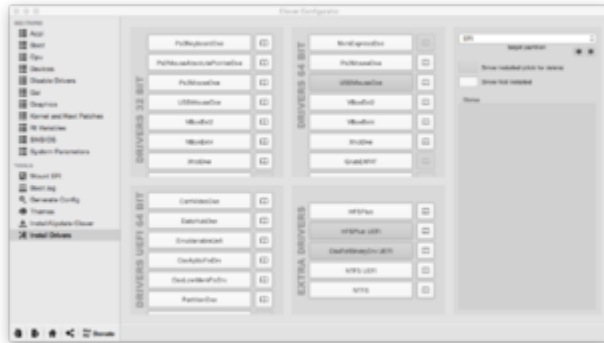 Clover Configurator
SECTIONS
Acpi
Boot
Cpu
Devices
Disable Drivers
Gui
Graphics
Kernel and Kext Patches
Rt Variables
SMBIOS
System Parameters
TOOLS
Mount EFI
Boot.log
Generate Config
Themes
Install/Update Clover
Install Drivers
Donate
DRIVERS 32 BIT
Ps2KeyboardDxe
Ps2MouseAbsolutePointerDxe
Ps2MouseDxe
USBMouseDxe
VBoxExt2
VBoxExt4
XhciDxe
DRIVERS 64 BIT
NvmExpressDxe
Ps2MouseDxe
USBMouseDxe
VBoxExt2
VBoxExt4
XhciDxe
GrubEXFAT
DRIVERS UEFI 64 BIT
CsmVideoDxe
DataHubDxe
EmuVariableUefi
OsxAptioFixDrv
OsxLowMemFixDrv
PartitionDxe
EXTRA DRIVERS
HFSPlus
HFSPlus UEFI
OsxFatBinaryDrv UEFI
NTFS UEFI
NTFS
EFI
target partition
Driver installed (click for delete)
Driver Not installed